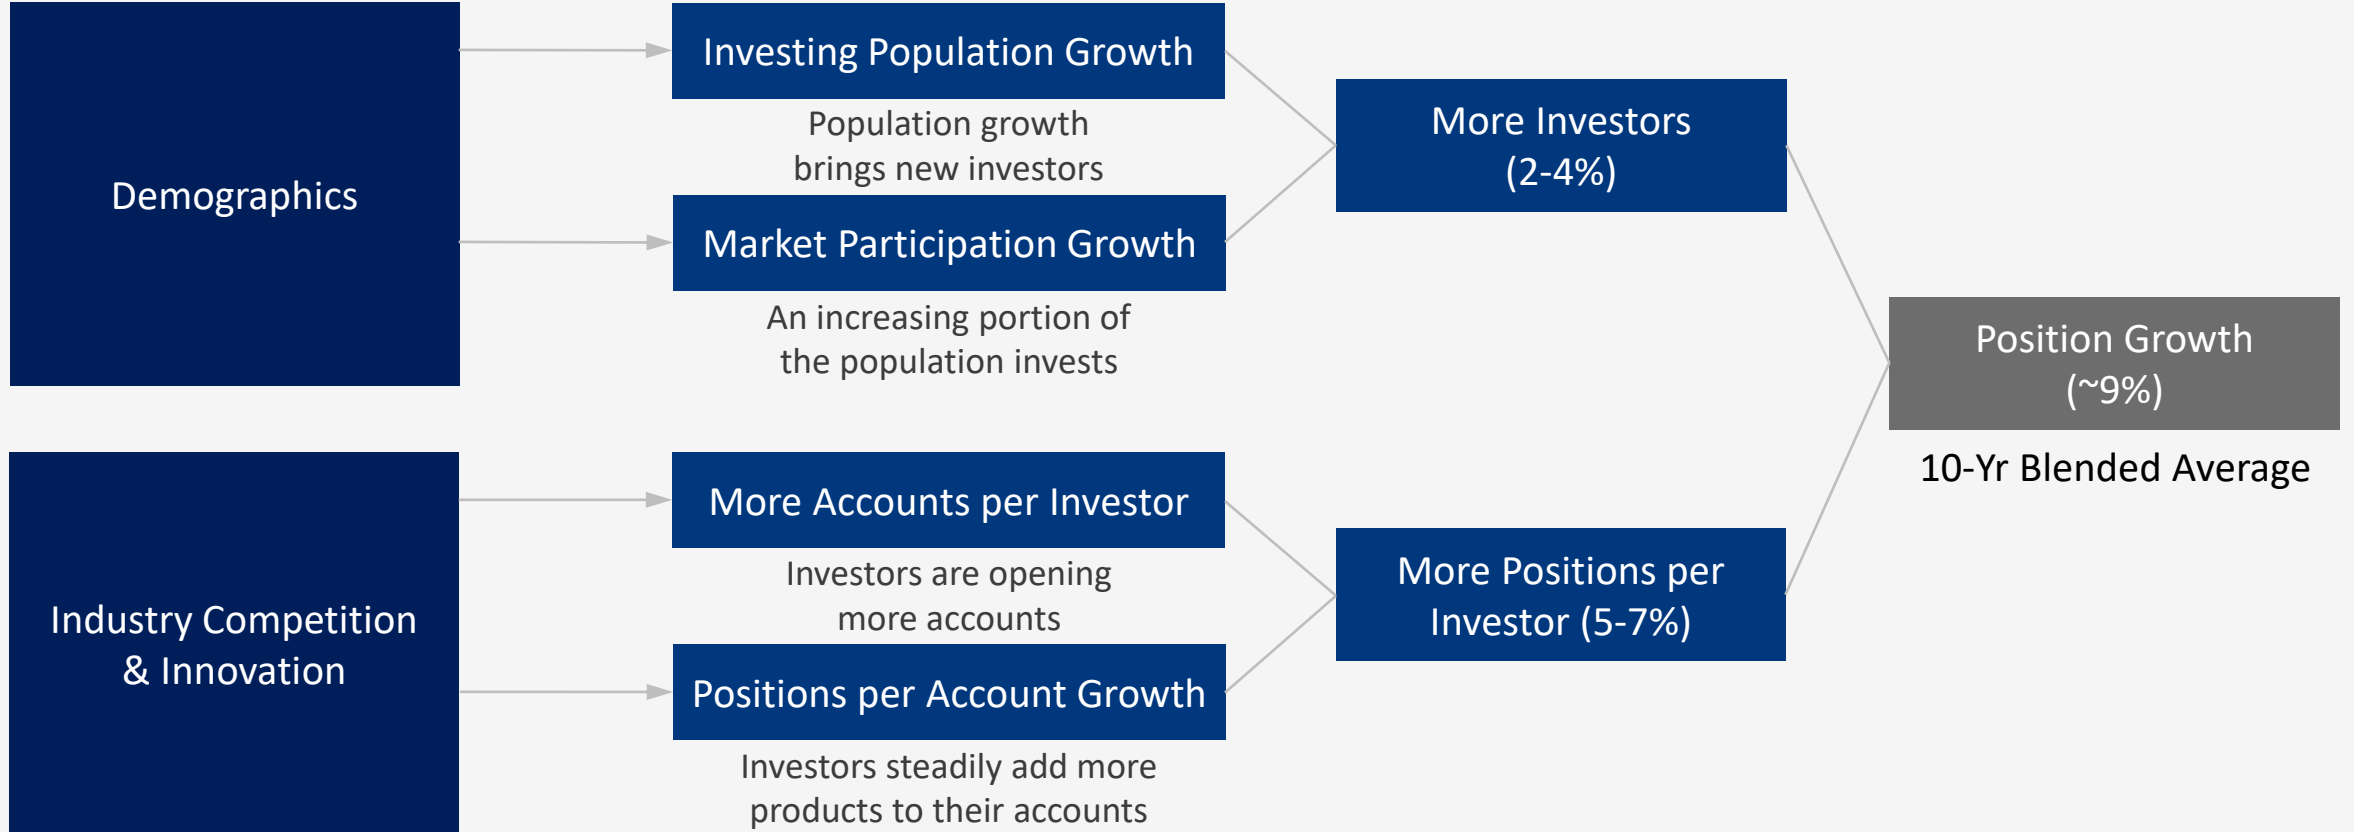 Demographics
Investing Population Growth
Population growth
brings new investors
Market Participation Growth
An increasing portion of
the population invests
More Investors
(2-4%)
Industry Competition
& Innovation
More Accounts per Investor
Investors are opening
more accounts
Positions per Account Growth
Investors steadily add more
products to their accounts
More Positions per
Investor (5-7%)
Position Growth
(~9%)
10-Yr Blended Average